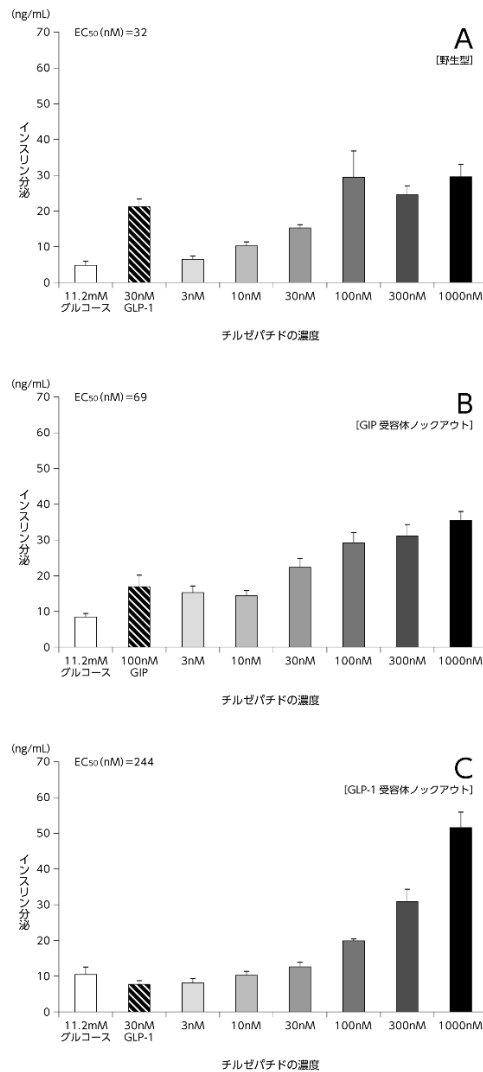 (ng/mL)
EC₅₀(nM)=32
A
[野生型]
70
60
50
40
30
20
10
0
インスリン分泌
11.2mM 30nM 3nM 10nM 30nM 100nM 300nM 1000nM
グルコース GLP-1
チルゼパチドの濃度
(ng/mL)
EC₅₀(nM)=69
B
[GIP 受容体ノックアウト]
70
60
50
40
30
20
10
0
インスリン分泌
11.2mM 100nM 3nM 10nM 30nM 100nM 300nM 1000nM
グルコース GIP
チルゼパチドの濃度
(ng/mL)
EC₅₀(nM)=244
C
[GLP-1 受容体ノックアウト]
70
60
50
40
30
20
10
0
インスリン分泌
11.2mM 30nM 3nM 10nM 30nM 100nM 300nM 1000nM
グルコース GLP-1
チルゼパチドの濃度